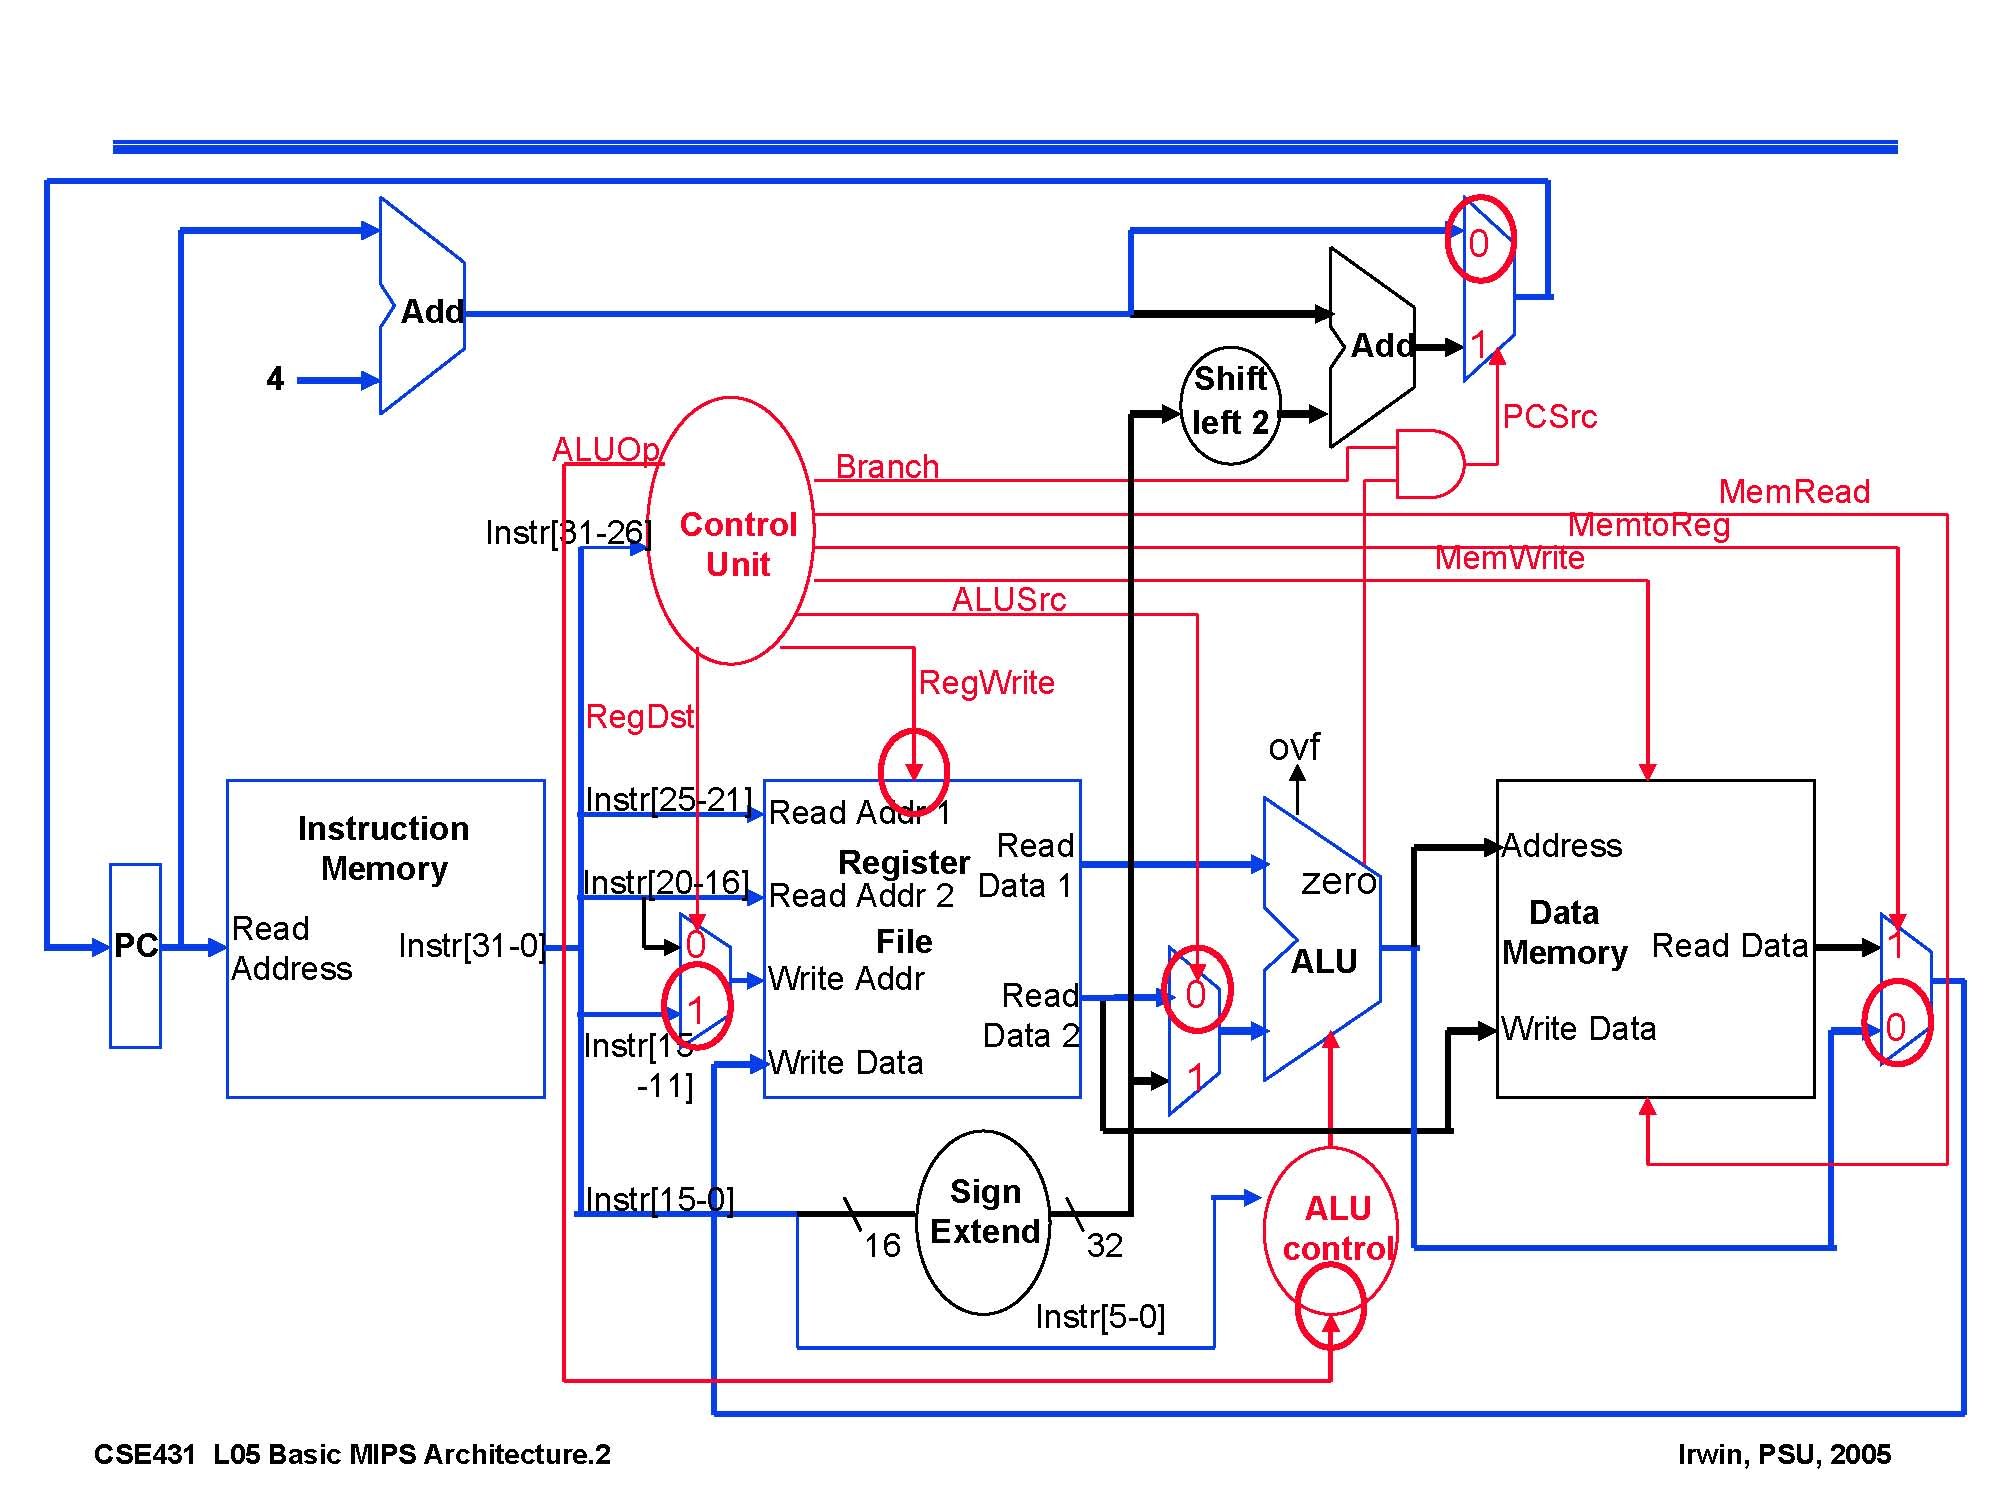 0
Add
Add
1
4
Shift
left 2
PCSrc
ALUOp
Branch
MemRead
Instr[31-26]
Control
Unit
MemtoReg
MemWrite
ALUSrc
RegWrite
RegDst
ovf
Instr[25-21]
Read Addr 1
Instruction
Memory
Register
File
Read
Data 1
Address
Instr[20-16]
Read Addr 2
zero
Data
Memory
PC
Read
Address
Instr[31-0]
0
Write Addr
ALU
Read Data
1
1
Read
Data 2
0
0
Instr[15
-11]
Write Data
1
Write Data
Instr[15-0]
Sign
Extend
16
32
ALU
control
Instr[5-0]
CSE431 L05 Basic MIPS Architecture.2
Irwin, PSU, 2005